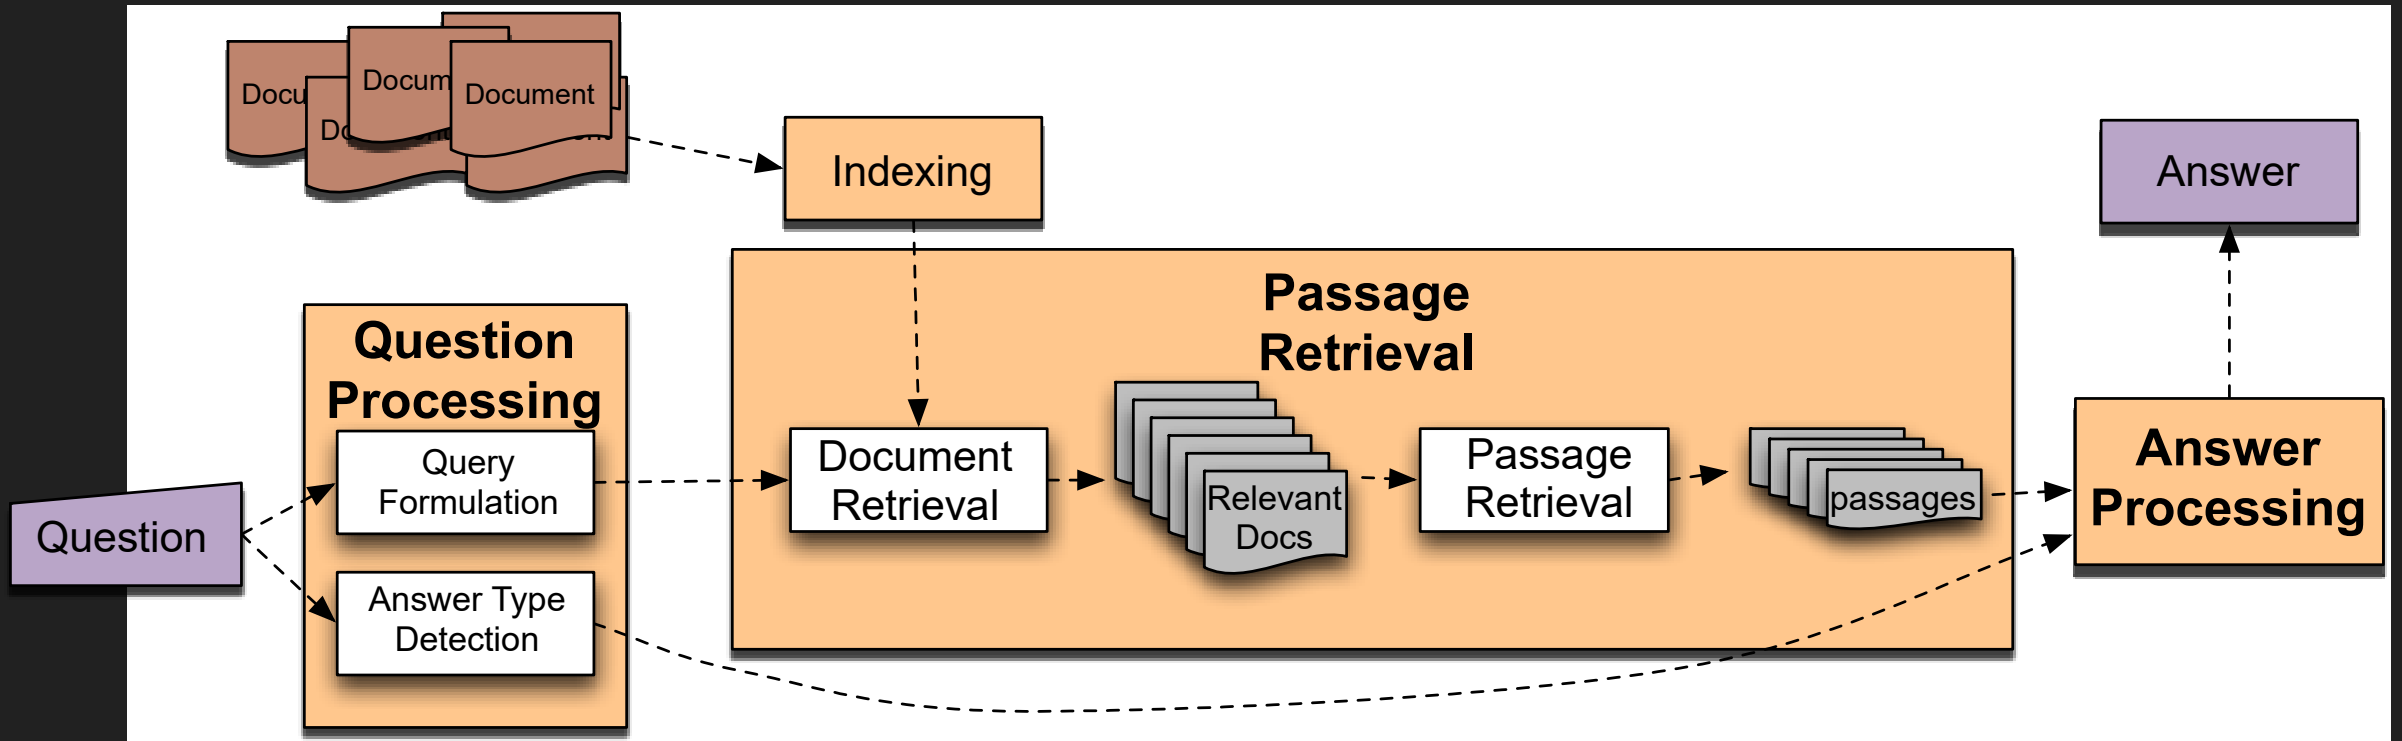 Docu
Docum
Document
Indexing
Answer
Passage
Retrieval
Question
Processing
Query
Formulation
Document
Retrieval
Relevant
Docs
Passage
Retrieval
passages
Answer
Processing
Question
Answer Type
Detection